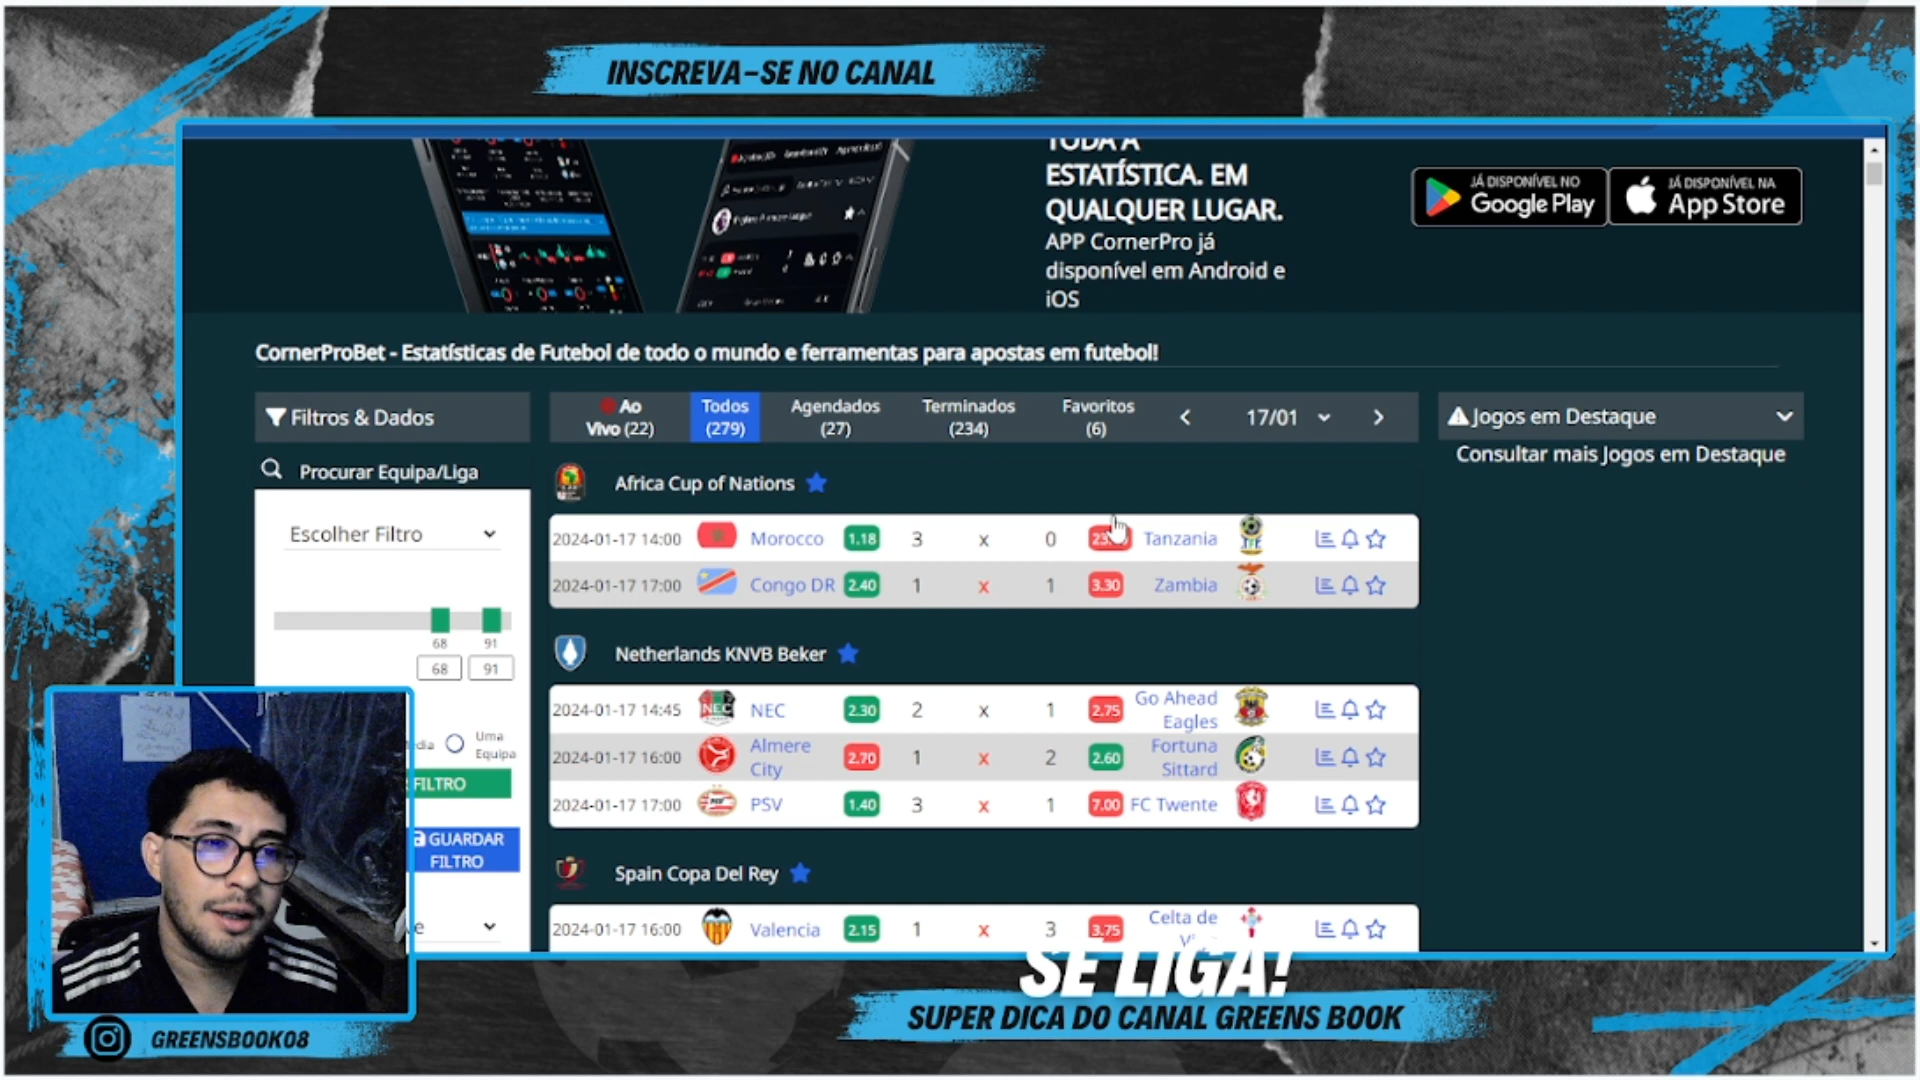 INSCREVA-SE NO CANAL
TODA A
ESTATÍSTICA. EM
QUALQUER LUGAR.
APP CornerPro já
disponível em Android e
iOS
JÁ DISPONÍVEL NO
Google Play
JÁ DISPONÍVEL NA
App Store
CornerProBet - Estatísticas de Futebol de todo o mundo e ferramentas para apostas em futebol!
Filtros & Dados
Ao Vivo (22)
Todos (279)
Agendados (27)
Terminados (234)
Favoritos (6)
17/01
Jogos em Destaque
Consultar mais Jogos em Destaque
Procurar Equipa/Liga
Escolher Filtro
68 91
68 91
Uma Equipa
FILTRO
GUARDAR FILTRO
Africa Cup of Nations
2024-01-17 14:00 Morocco 1.18 3 x 0 Tanzania
2024-01-17 17:00 Congo DR 2.40 1 x 1 3.30 Zambia
Netherlands KNVB Beker
2024-01-17 14:45 NEC 2.30 2 x 1 2.75 Go Ahead Eagles
2024-01-17 16:00 Almere City 2.70 1 x 2 2.60 Fortuna Sittard
2024-01-17 17:00 PSV 1.40 3 x 1 7.00 FC Twente
Spain Copa Del Rey
2024-01-17 16:00 Valencia 2.15 1 x 3 3.75 Celta de
SE LIGA!
SUPER DICA DO CANAL GREENS BOOK
GREENSBOOK08